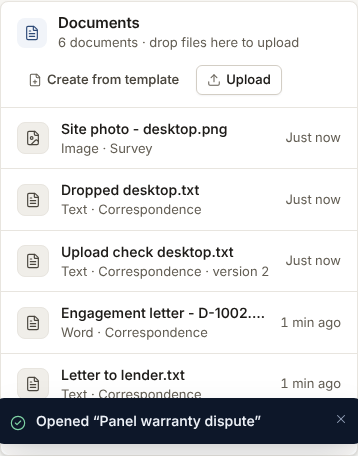 Documents
6 documents · drop files here to upload
Create from template
Upload
Site photo - desktop.png
Just now
Image · Survey
Dropped desktop.txt
Just now
Text · Correspondence
Upload check desktop.txt
Just now
Text · Correspondence · version 2
Engagement letter - D-1002....
1 min ago
Word · Correspondence
Letter to lender.txt
1 min ago
Text · Correspondence
Opened “Panel warranty dispute”